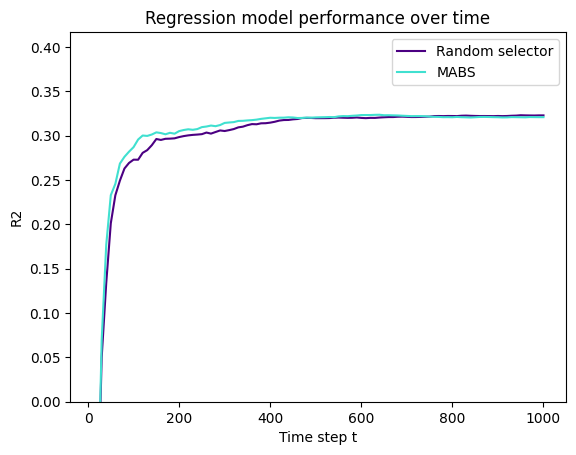 Regression model performance over time
Random selector
MABS
0.40
0.35
0.30
0.25
0.20
0.15
0.10
0.05
0.00
R2
0 200 400 600 800 1000
Time step t